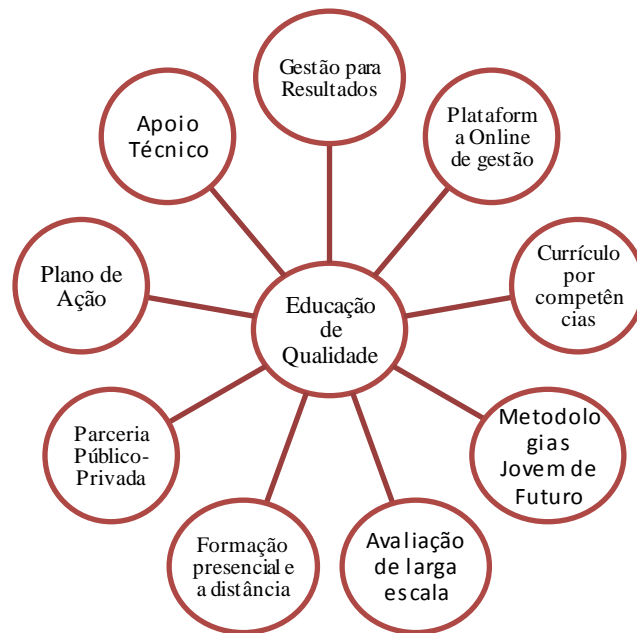 Gestão para
Resultados
Plataform
a Online
de gestão
Currículo
por
competên
cias
Metodolo
gias
Jovem de
Futuro
Avaliação
de larga
escala
Formação
presencial e
a distância
Parceria
Público-
Privada
Plano de
Ação
Apoio
Técnico
Educação
de
Qualidade